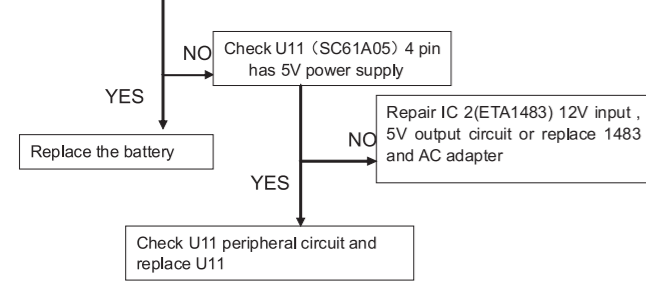 NO
Check U11（SC61A05）4 pin
has 5V power supply
YES
Replace the battery
Repair IC 2(ETA1483) 12V input ,
5V output circuit or replace 1483
and AC adapter
NO
YES
Check U11 peripheral circuit and
replace U11